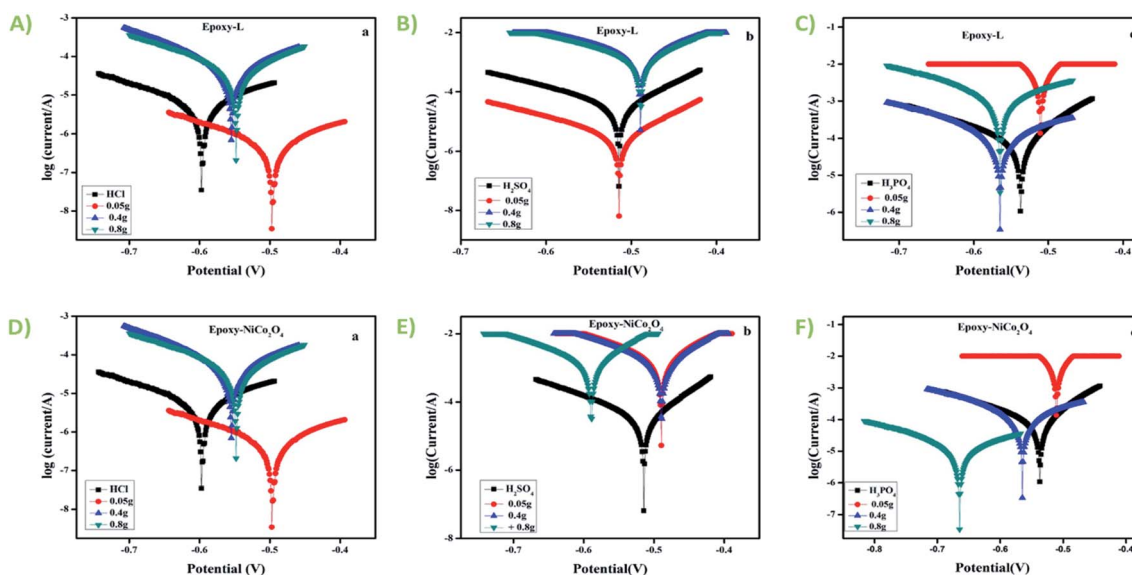 A)
Epoxy-L
a
-3
-4
-5
-6
-7
-8
log (current/A)
HCl
0.05g
0.4g
0.8g
-0.7 -0.6 -0.5 -0.4
Potential (V)
B)
Epoxy-L
b
-2
-4
-6
-8
log(Current/A)
H₂SO₄
0.05g
0.4g
0.8g
-0.7 -0.6 -0.5 -0.4
Potential(V)
C)
Epoxy-L
-1
-2
-3
-4
-5
-6
log(Current/A)
H₃PO₄
0.05g
0.4g
0.8g
-0.7 -0.6 -0.5 -0.4
Potential(V)
D)
Epoxy-NiCo₂O₄
a
-3
-4
-5
-6
-7
-8
log (current/A)
HCl
0.05g
0.4g
0.8g
-0.7 -0.6 -0.5 -0.4
Potential (V)
E)
Epoxy-NiCo₂O₄
b
-2
-4
-6
-8
log(Current/A)
H₂SO₄
0.05g
0.4g
+ 0.8g
-0.7 -0.6 -0.5 -0.4
Potential(V)
F)
Epoxy-NiCo₂O₄
-1
-2
-3
-4
-5
-6
-7
log(Current/A)
H₃PO₄
0.05g
0.4g
0.8g
-0.8 -0.7 -0.6 -0.5 -0.4
Potential(V)